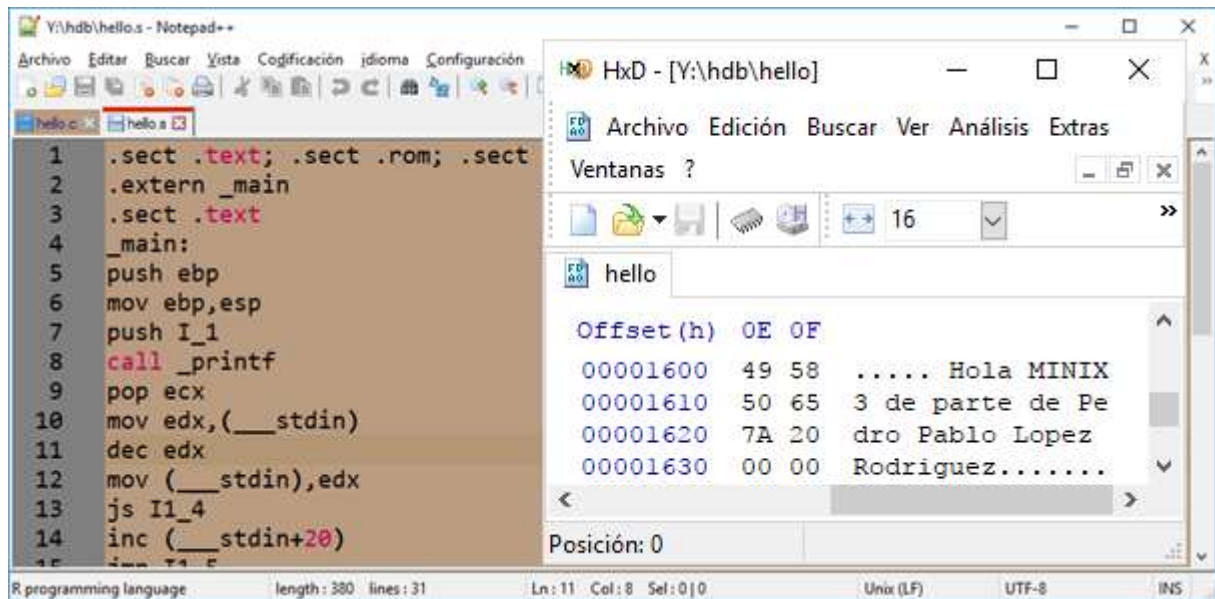 Y:\hdb\hello.s - Notepad++
Archivo Editar Buscar Vista Codificación idioma Configuración
hello.c hello.s
1 .sect .text; .sect .rom; .sect
2 .extern _main
3 .sect .text
4 _main:
5 push ebp
6 mov ebp,esp
7 push I_1
8 call _printf
9 pop ecx
10 mov edx,(___stdin)
11 dec edx
12 mov (___stdin),edx
13 js I1_4
14 inc (___stdin+20)
R programming language length : 380 lines : 31 Ln : 11 Col : 8 Sel : 0 | 0 Unix (LF) UTF-8 INS
HxD - [Y:\hdb\hello]
Archivo Edición Buscar Ver Análisis Extras
Ventanas ?
16
hello
Offset(h) 0E 0F
00001600 49 58 ..... Hola MINIX
00001610 50 65 3 de parte de Pe
00001620 7A 20 dro Pablo Lopez
00001630 00 00 Rodriguez.......
Posición: 0